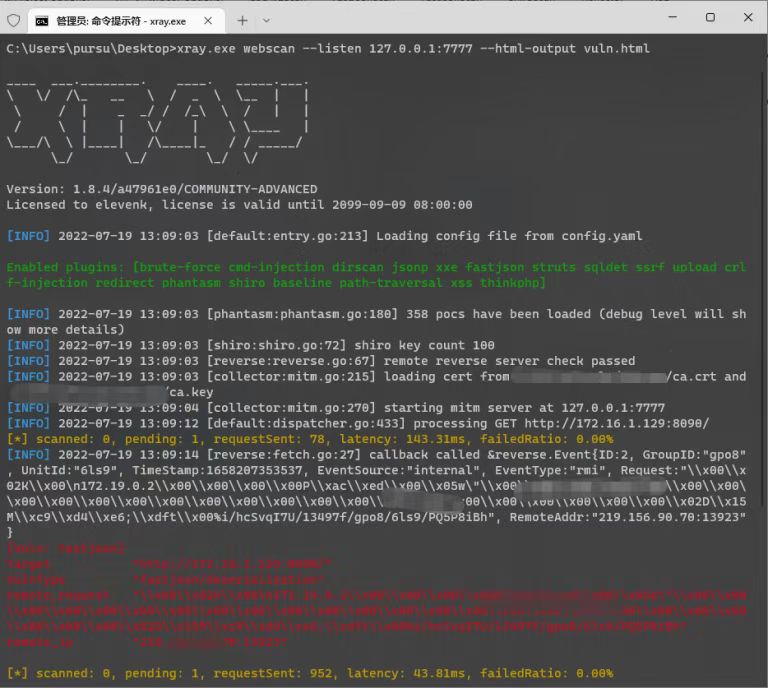 管理员: 命令提示符 - xray.exe
C:\Users\pursu\Desktop>xray.exe webscan --listen 127.0.0.1:7777 --html-output vuln.html
XRAY
Version: 1.8.4/a47961e0/COMMUNITY-ADVANCED
Licensed to elevenk, license is valid until 2099-09-09 08:00:00
[INFO] 2022-07-19 13:09:03 [default:entry.go:213] Loading config file from config.yaml
Enabled plugins: [brute-force cmd-injection dirscan jsonp xxe fastjson struts sqldet ssrf upload crl
f-injection redirect phantasm shiro baseline path-traversal xss thinkphp]
[INFO] 2022-07-19 13:09:03 [phantasm:phantasm.go:180] 358 pocs have been loaded (debug level will sh
ow more details)
[INFO] 2022-07-19 13:09:03 [shiro:shiro.go:72] shiro key count 100
[INFO] 2022-07-19 13:09:03 [reverse:reverse.go:67] remote reverse server check passed
[INFO] 2022-07-19 13:09:03 [collector:mitm.go:215] loading cert from /ca.crt and
/ca.key
[INFO] 2022-07-19 13:09:04 [collector:mitm.go:270] starting mitm server at 127.0.0.1:7777
[INFO] 2022-07-19 13:09:12 [default:dispatcher.go:433] processing GET http://172.16.1.129:8090/
[*] scanned: 0, pending: 1, requestSent: 78, latency: 143.31ms, failedRatio: 0.00%
[INFO] 2022-07-19 13:09:14 [reverse:fetch.go:27] callback called &reverse.Event{ID:2, GroupID:"gpo8"
, UnitId:"6ls9", TimeStamp:1658207353537, EventSource:"internal", EventType:"rmi", Request:"\\x00\\x
02K\\x00\\n172.19.0.2\\x00\\x00\\x00\\x00P\\xac\\xed\\x00\\x05w\"\\x00\\x00\\x00\\
\\x00\\x00\\x00\\x00\\x00\\x00\\x00\\x00\\x00\\x00\\x00\\x02D\\x15
M\\xc9\\xd4\\xe6;\\xdft\\x00%i/hcSvqI7U/13497f/gpo8/6ls9/PQ5P8iBh", RemoteAddr:"219.156.90.70:13923"
}
[Vuln: fastjson]
Target
VulnType
remote_request
remote_ip
[*] scanned: 0, pending: 1, requestSent: 952, latency: 43.81ms, failedRatio: 0.00%